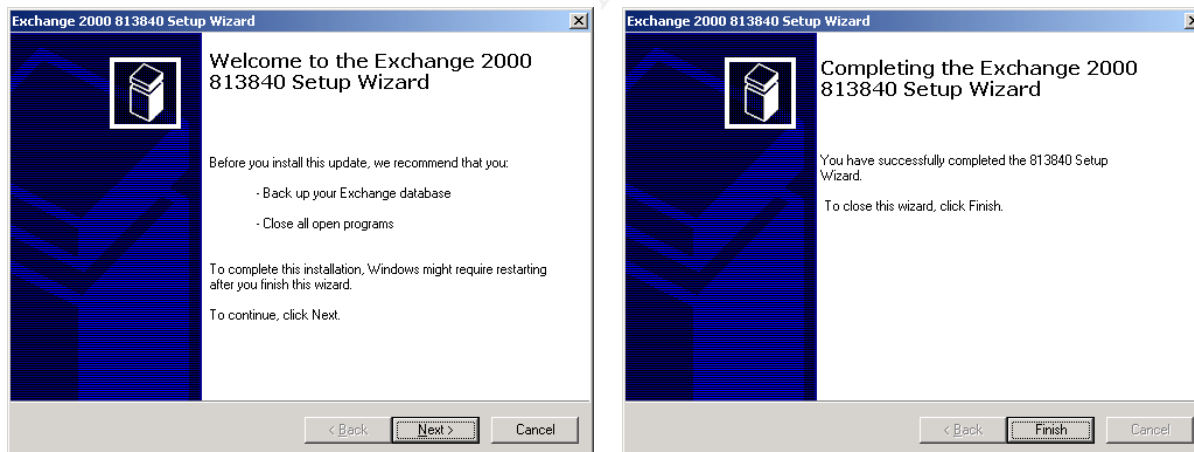 Exchange 2000 813840 Setup Wizard
Welcome to the Exchange 2000
813840 Setup Wizard
Before you install this update, we recommend that you:
- Back up your Exchange database
- Close all open programs
To complete this installation, Windows might require restarting
after you finish this wizard.
To continue, click Next.
< Back
Next >
Cancel
Exchange 2000 813840 Setup Wizard
Completing the Exchange 2000
813840 Setup Wizard
You have successfully completed the 813840 Setup
Wizard.
To close this wizard, click Finish.
< Back
Finish
Cancel